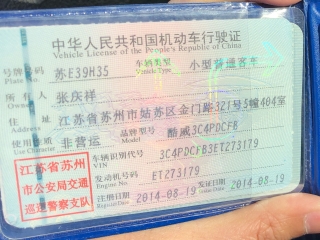 中华人民共和国机动车行驶证
Vehicle License of the People's Republic of China
号牌号码 苏E39H35 车辆类型 小型普通客车
Plate No. Vehicle Type
所有人 张庆祥
Owner
住址 江苏省苏州市姑苏区金门路321号5幢404室
Address
使用性质 非营运 品牌型号 酷威3C4PDCFB
Use Character Model
江苏省苏州市公安局交通巡逻警察支队
车辆识别代号 3C4PDCFB3ET273179
VIN
发动机号码 ET273179
Engine No.
注册日期 2014-08-19 发证日期 2014-08-19
Register Date Issue Date